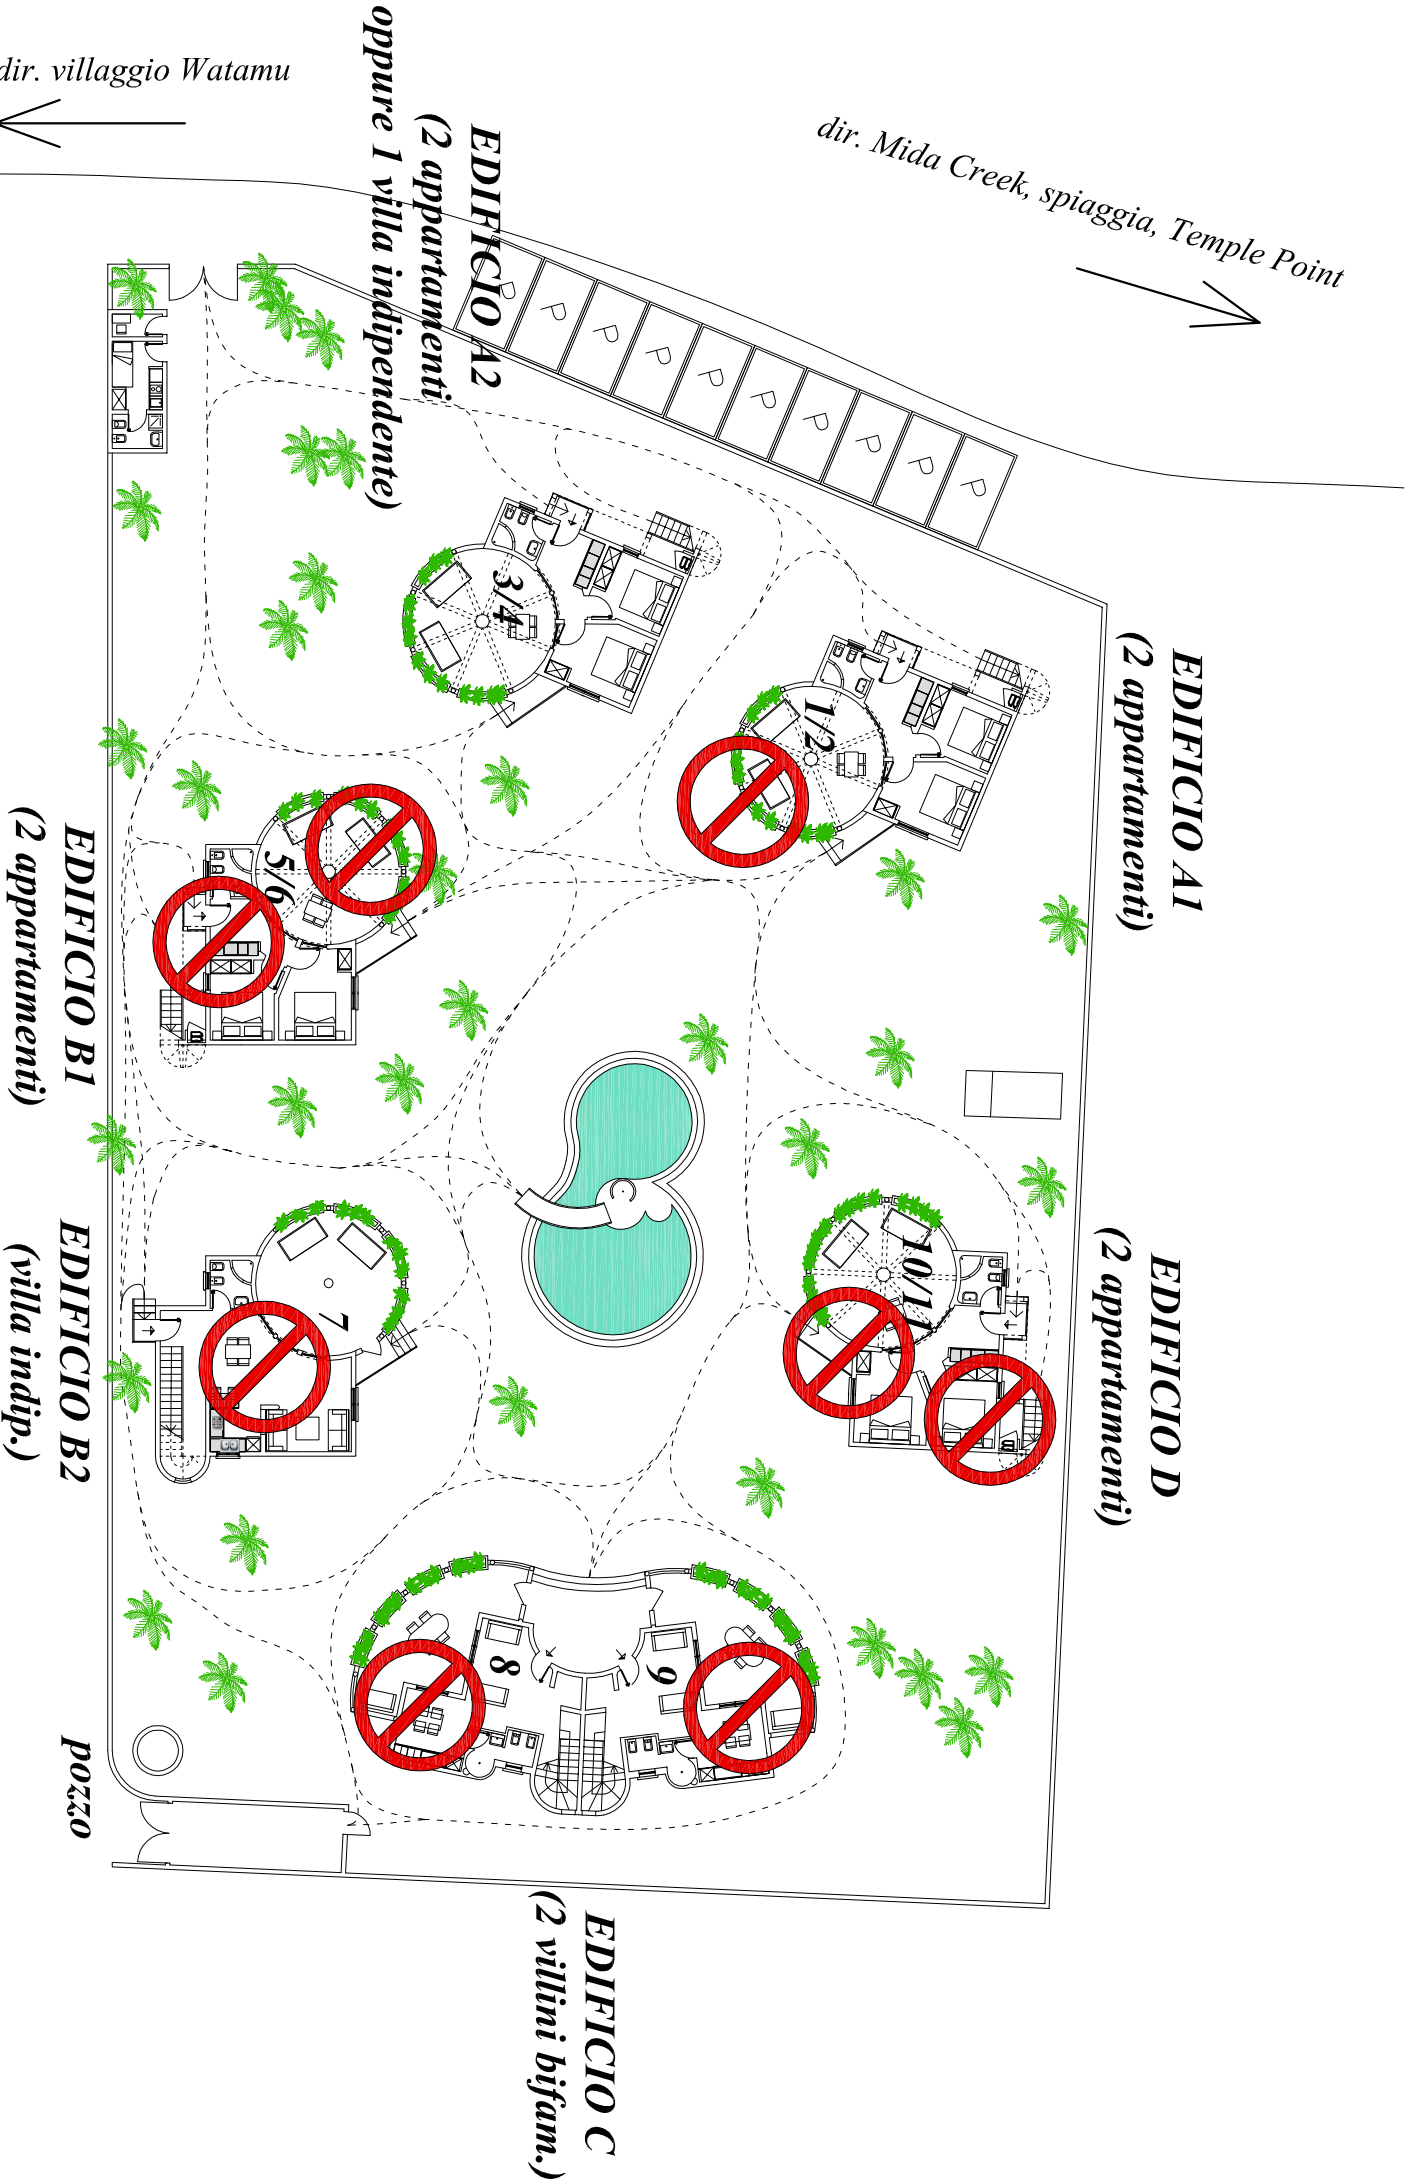 dir. villaggio Watamu
dir. Mida Creek, spiaggia, Temple Point
EDIFICIO A2
(2 appartamenti
oppure 1 villa indipendente)
P
P
P
P
P
P
P
P
P
P
EDIFICIO A1
(2 appartamenti)
3/4
1/2
EDIFICIO B1
(2 appartamenti)
5/6
EDIFICIO D
(2 appartamenti)
10/11
EDIFICIO B2
(villa indip.)
7
8
9
pozzo
EDIFICIO C
(2 villini bifam.)